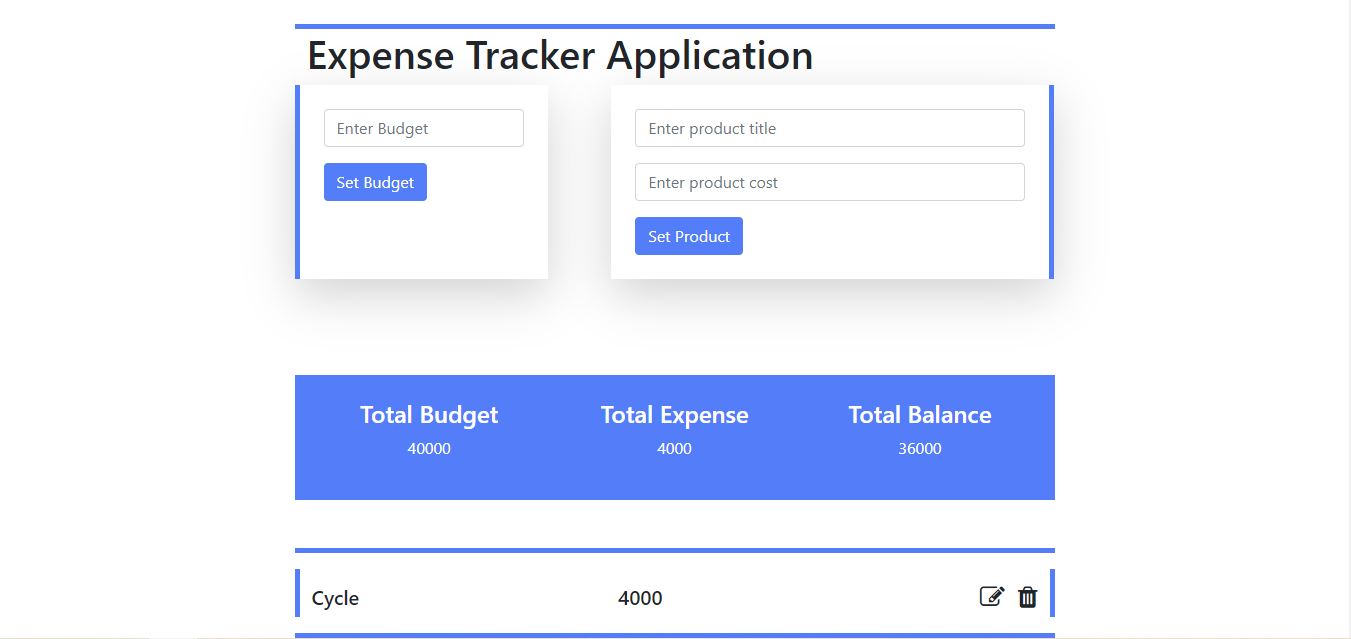 Expense Tracker Application
Enter Budget
Set Budget
Enter product title
Enter product cost
Set Product
Total Budget Total Expense Total Balance
40000 4000 36000
Cycle 4000